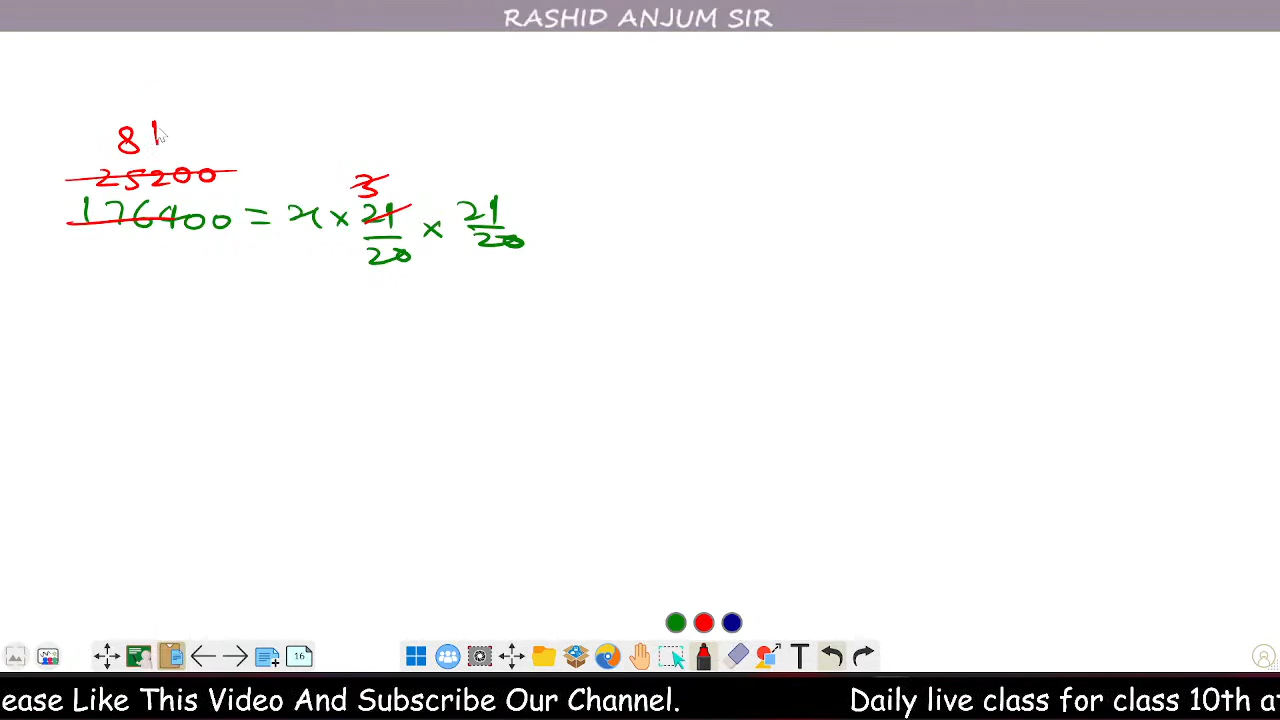 RASHID ANJUM SIR
8 1
25200 3
176400 = x × 21/20 × 21/20
16
ease Like This Video And Subscribe Our Channel. Daily live class for class 10th a